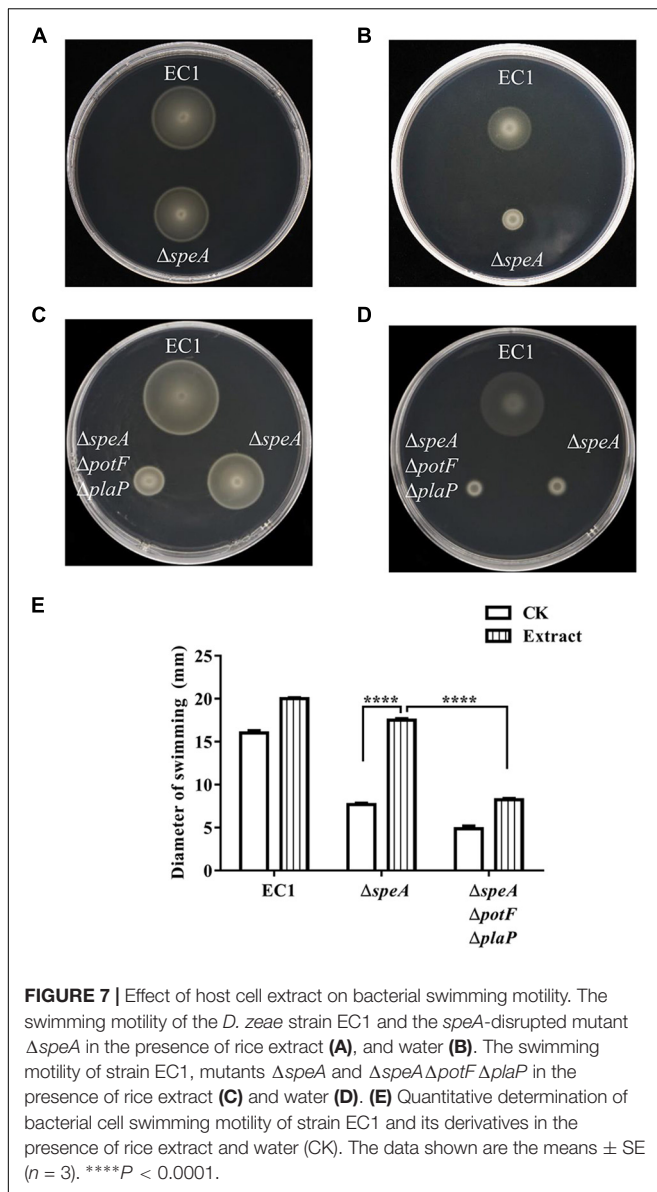 A
B
EC1
EC1
ΔspeA
ΔspeA
C
D
EC1
EC1
ΔspeA
ΔspeA
ΔpotF
ΔplaP
ΔspeA
ΔspeA
ΔpotF
ΔplaP
E
CK
Extract
Diameter of swimming (mm)
25
20
15
10
5
0
****
****
EC1
ΔspeA
ΔspeA
ΔpotF
ΔplaP
FIGURE 7 | Effect of host cell extract on bacterial swimming motility. The
swimming motility of the D. zeae strain EC1 and the speA-disrupted mutant
ΔspeA in the presence of rice extract (A), and water (B). The swimming
motility of strain EC1, mutants ΔspeA and ΔspeAΔpotFΔplaP in the
presence of rice extract (C) and water (D). (E) Quantitative determination of
bacterial cell swimming motility of strain EC1 and its derivatives in the
presence of rice extract and water (CK). The data shown are the means ± SE
(n = 3). ****P < 0.0001.